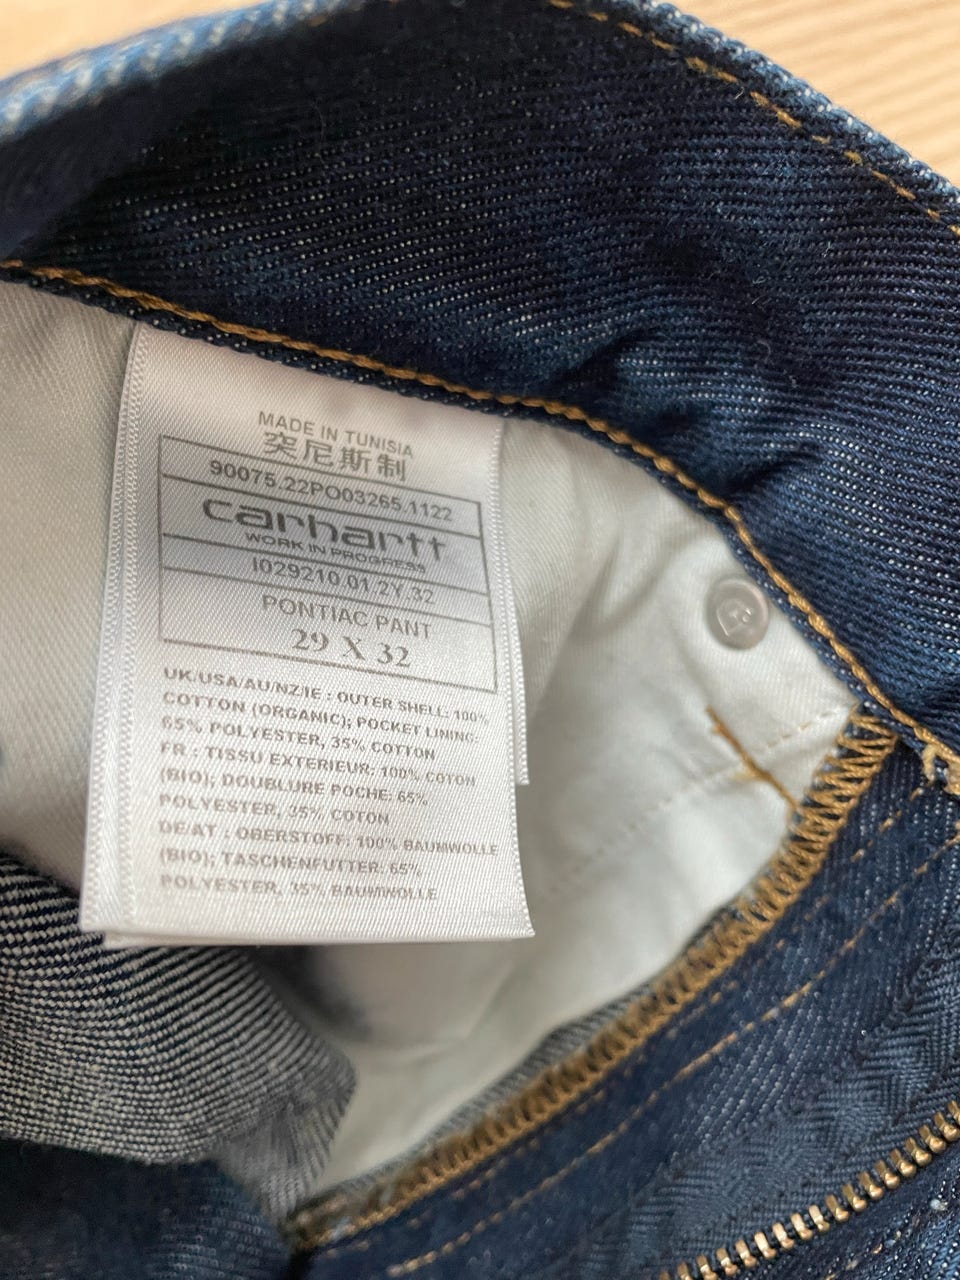 MADE IN TUNISIA
突尼斯制
90075.22PO03265.1122
carhartt
WORK IN PROGRESS
I029210.01.2Y.32
PONTIAC PANT
29 X 32
UK/USA/AU/NZ/IE : OUTER SHELL: 100%
COTTON (ORGANIC); POCKET LINING:
65% POLYESTER, 35% COTTON
FR : TISSU EXTERIEUR: 100% COTON
(BIO); DOUBLURE POCHE: 65%
POLYESTER, 35% COTON
DE/AT : OBERSTOFF: 100% BAUMWOLLE
(BIO); TASCHENFUTTER: 65%
POLYESTER, 35% BAUMWOLLE